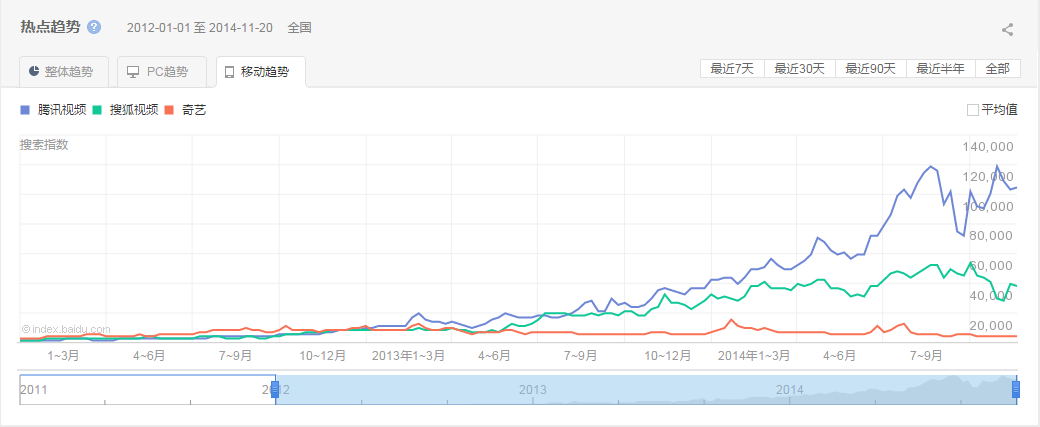 热点趋势 ? 2012-01-01 至 2014-11-20 全国
整体趋势 PC趋势 移动趋势 最近7天 最近30天 最近90天 最近半年 全部
腾讯视频 搜狐视频 奇艺 平均值
搜索指数
140,000
120,000
100,000
80,000
60,000
40,000
20,000
©index.baidu.com
1~3月 4~6月 7~9月 10~12月 2013年1~3月 4~6月 7~9月 10~12月 2014年1~3月 4~6月 7~9月
2011 2012 2013 2014